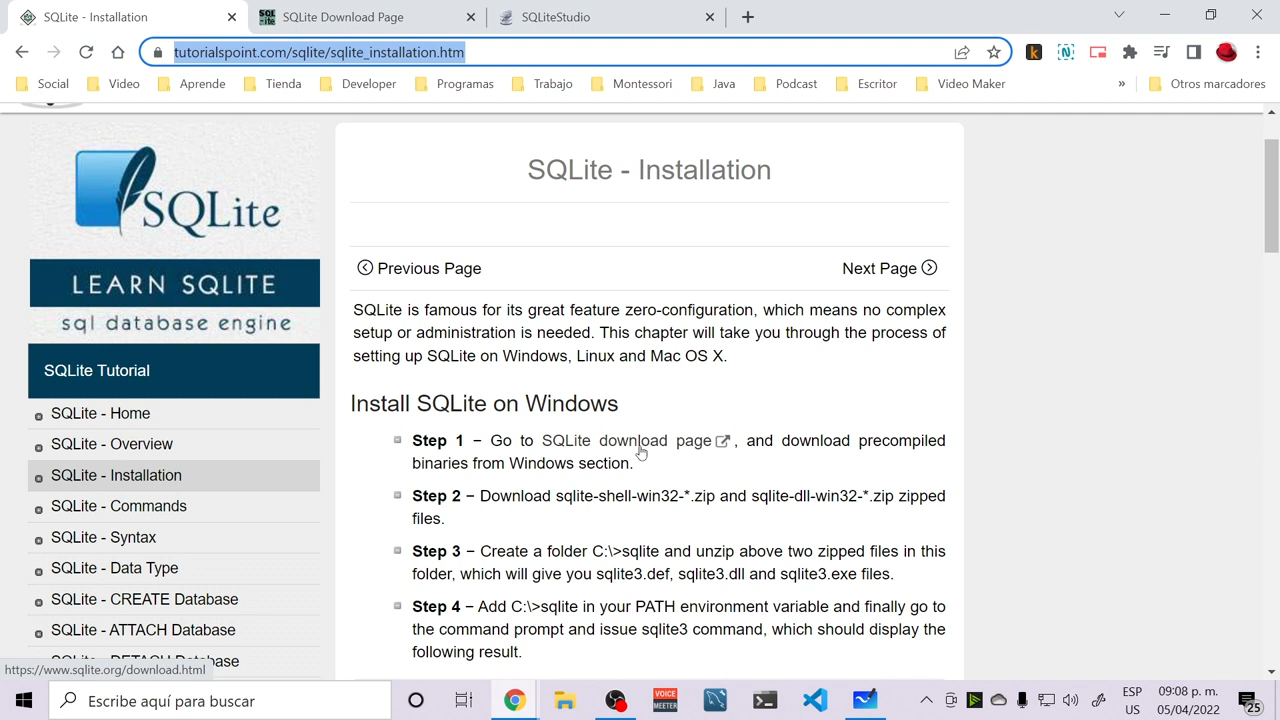 SQLite - Installation
SQLite Download Page
SQLiteStudio
tutorialspoint.com/sqlite/sqlite_installation.htm
Social
Video
Aprende
Tienda
Developer
Programas
Trabajo
Montessori
Java
Podcast
Escritor
Video Maker
»
Otros marcadores
SQLite
LEARN SQLITE
sql database engine
SQLite Tutorial
SQLite - Home
SQLite - Overview
SQLite - Installation
SQLite - Commands
SQLite - Syntax
SQLite - Data Type
SQLite - CREATE Database
SQLite - ATTACH Database
SQLite - DETACH Database
SQLite - Installation
Previous Page
Next Page
SQLite is famous for its great feature zero-configuration, which means no complex
setup or administration is needed. This chapter will take you through the process of
setting up SQLite on Windows, Linux and Mac OS X.
Install SQLite on Windows
Step 1 − Go to SQLite download page, and download precompiled
binaries from Windows section.
Step 2 − Download sqlite-shell-win32-*.zip and sqlite-dll-win32-*.zip zipped
files.
Step 3 − Create a folder C:\>sqlite and unzip above two zipped files in this
folder, which will give you sqlite3.def, sqlite3.dll and sqlite3.exe files.
Step 4 − Add C:\>sqlite in your PATH environment variable and finally go to
the command prompt and issue sqlite3 command, which should display the
following result.
https://www.sqlite.org/download.html
Escribe aquí para buscar
VOICE
MEETER
ESP
US
09:08 p. m.
05/04/2022
25